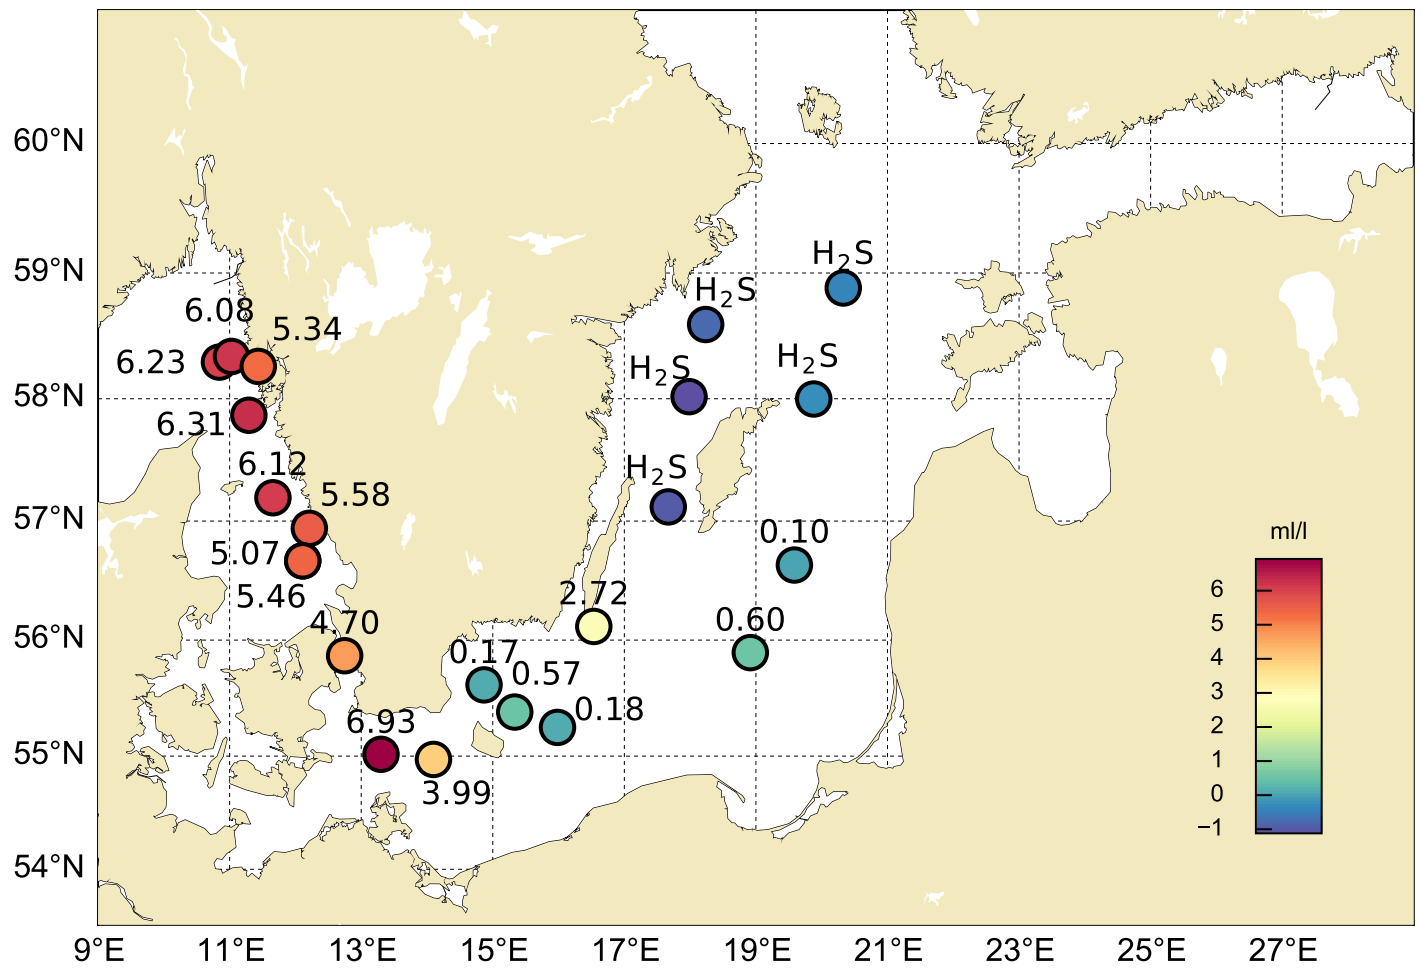 60°N
59°N
H₂S
H₂S
6.08
5.34
6.23
H₂S
H₂S
58°N
6.31
6.12
H₂S
5.58
57°N
0.10
ml/l
5.07
5.46
2.72
6
4.70
0.60
5
56°N
0.17
0.57
4
3
0.18
6.93
2
55°N
1
3.99
0
−1
54°N
9°E
11°E
13°E
15°E
17°E
19°E
21°E
23°E
25°E
27°E